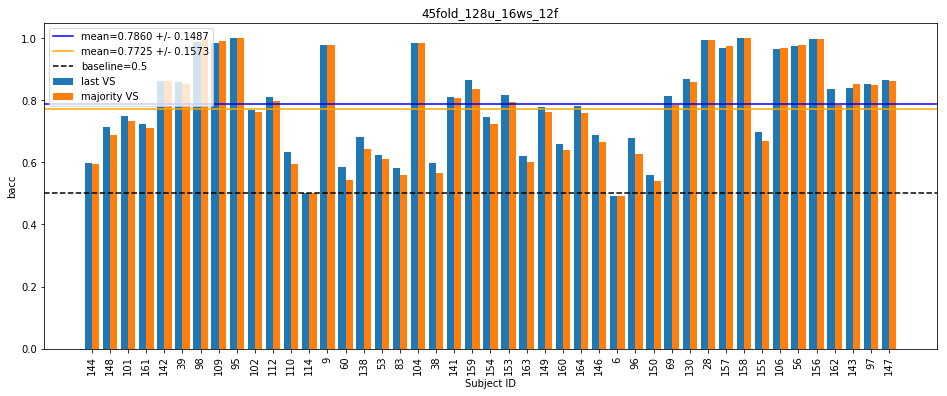 45fold_128u_16ws_12f
mean=0.7860 +/- 0.1487
mean=0.7725 +/- 0.1573
baseline=0.5
last VS
majority VS
bacc
1.0
0.8
0.6
0.4
0.2
0.0
144 148 101 161 142 39 98 109 95 102 112 110 114 9 60 138 53 83 104 38 141 159 154 153 163 149 160 164 146 6 96 150 69 130 28 157 158 155 106 56 156 162 143 97 147
Subject ID